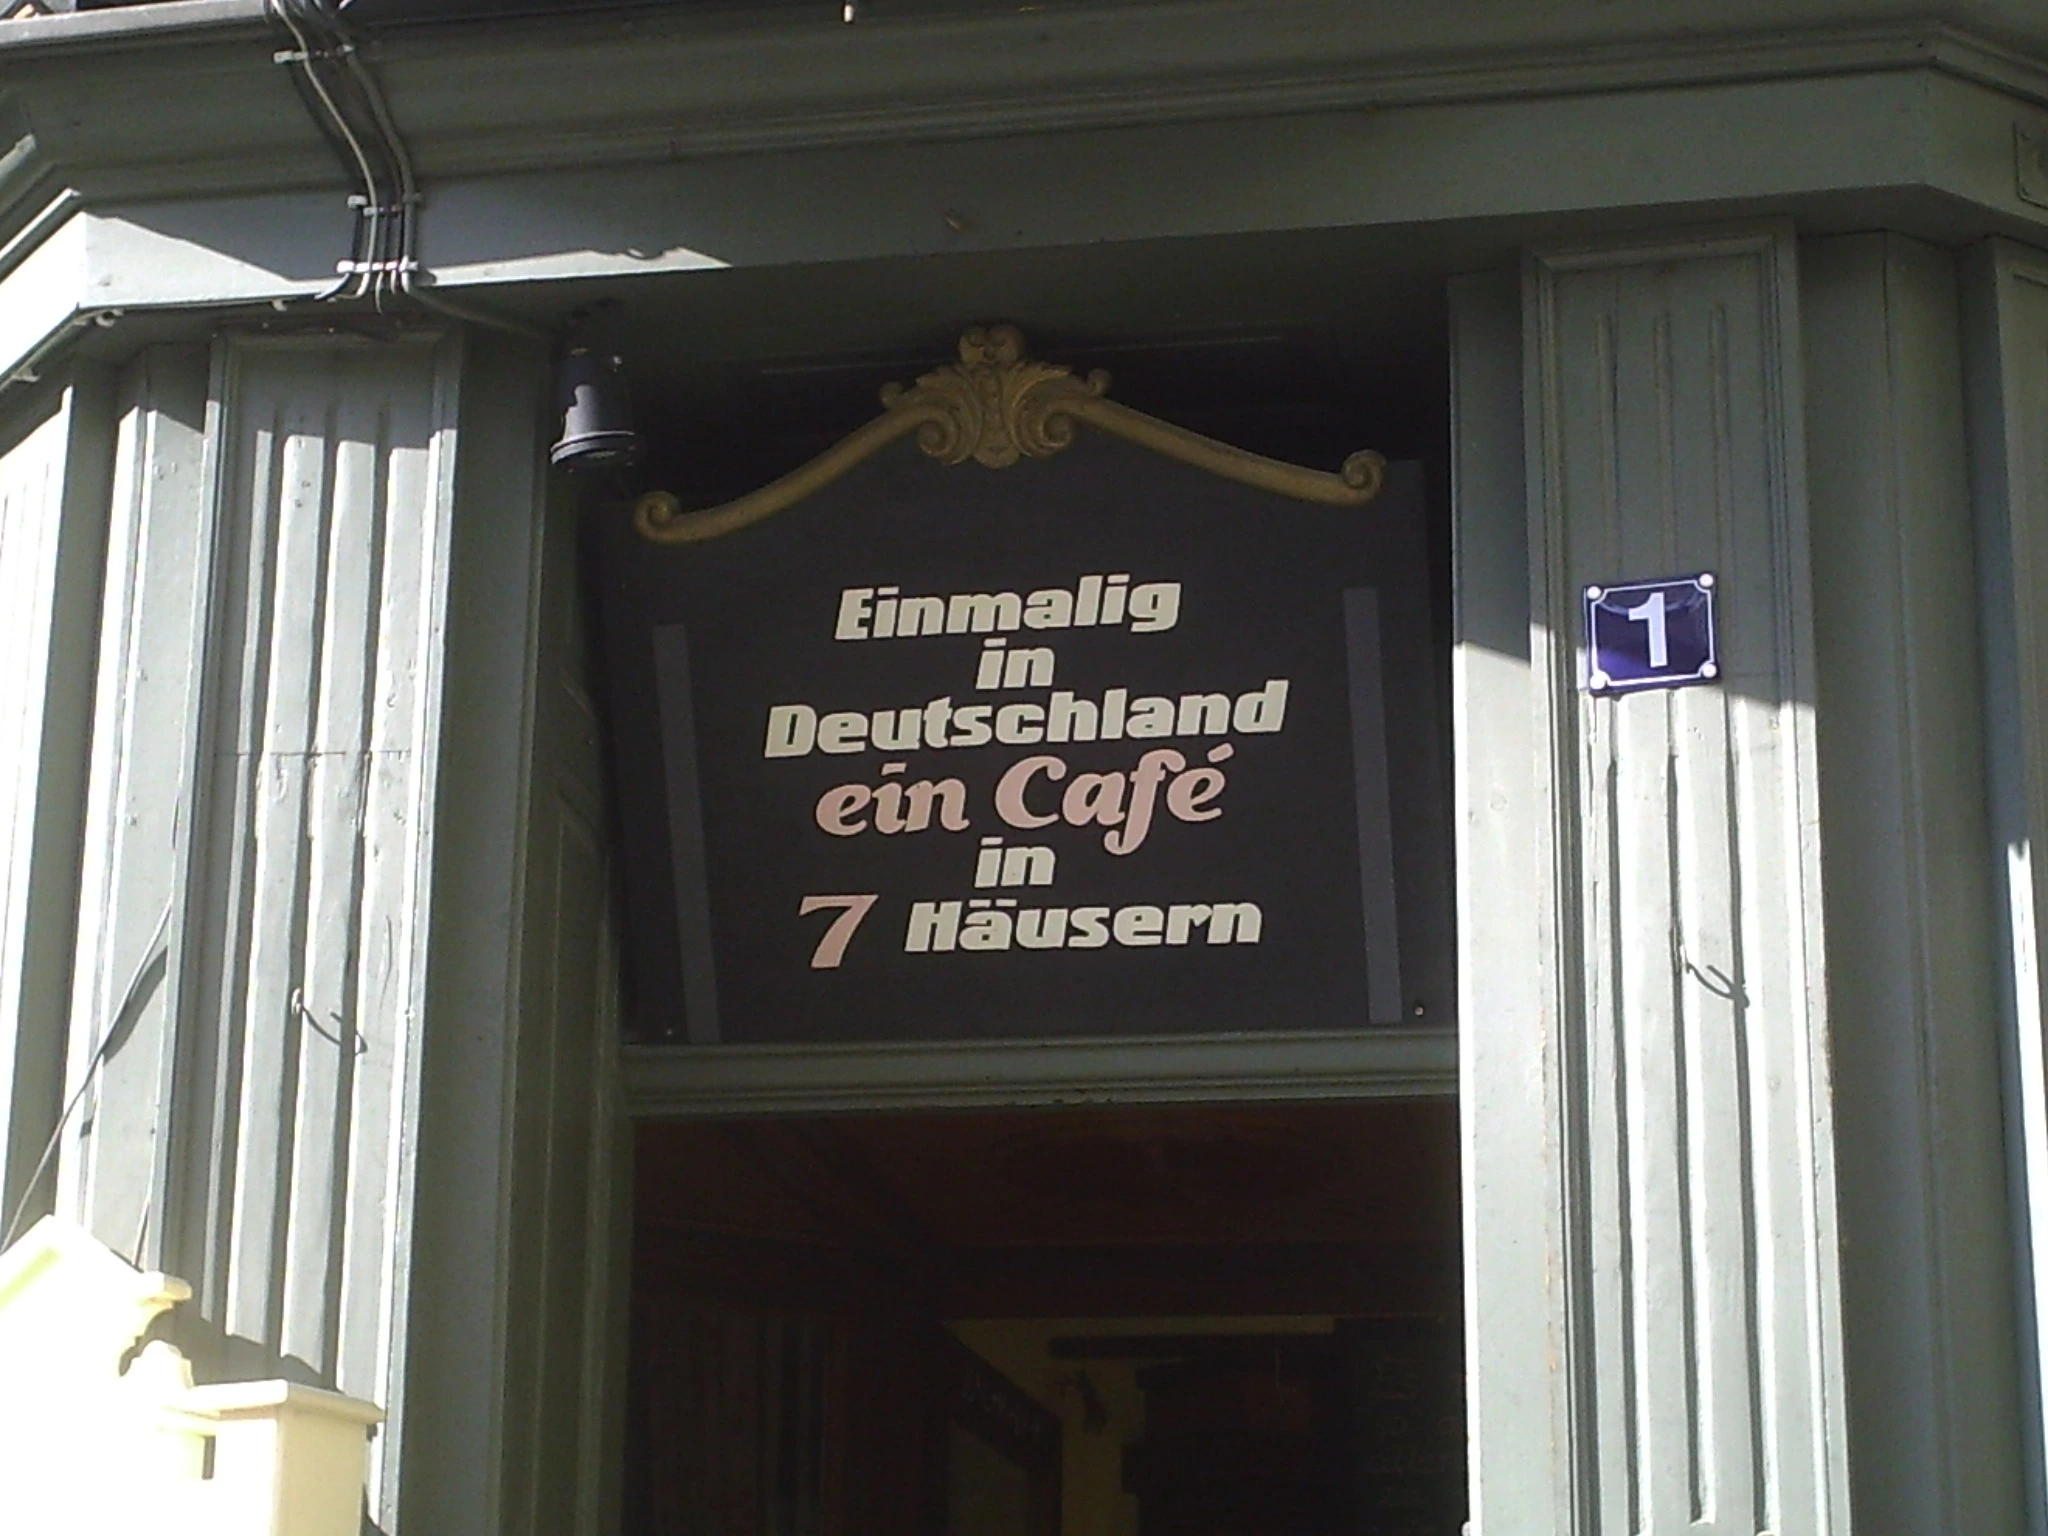 Einmalig
in
Deutschland
ein Café
in
7 Häusern
1